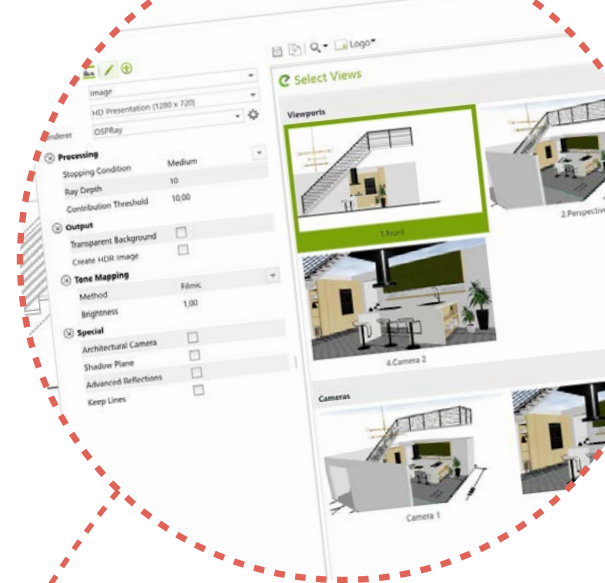 Logo
Select Views
Image
HD Presentation (1280 x 720)
OSPRay
Processing
Stopping Condition Medium
Ray Depth 10
Contribution Threshold 10,00
Output
Transparent Background
Create HDR Image
Tone Mapping
Method Filmic
Brightness 1,00
Special
Architectural Camera
Shadow Plane
Advanced Reflections
Keep Lines
Viewports
1.Front
2.Perspective
4.Camera 2
Cameras
Camera 1